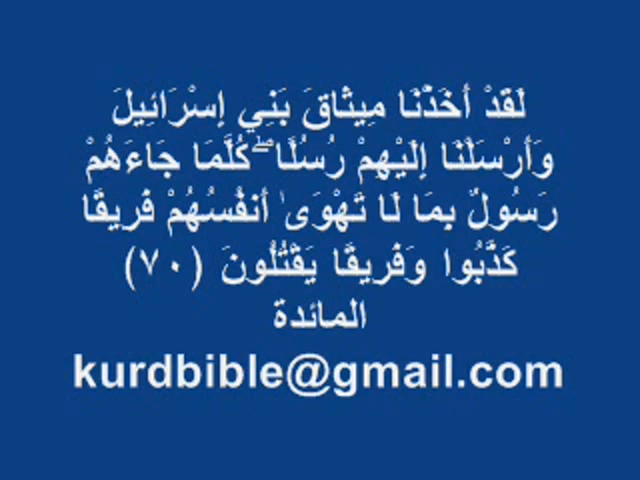 لَقَدْ أَخَذْنَا مِيثَاقَ بَنِي إِسْرَائِيلَ
وَأَرْسَلْنَا إِلَيْهِمْ رُسُلًا ۖ كُلَّمَا جَاءَهُمْ
رَسُولٌ بِمَا لَا تَهْوَىٰ أَنفُسُهُمْ فَرِيقًا
كَذَّبُوا وَفَرِيقًا يَقْتُلُونَ (٧٠)
المائدة
kurdbible@gmail.com